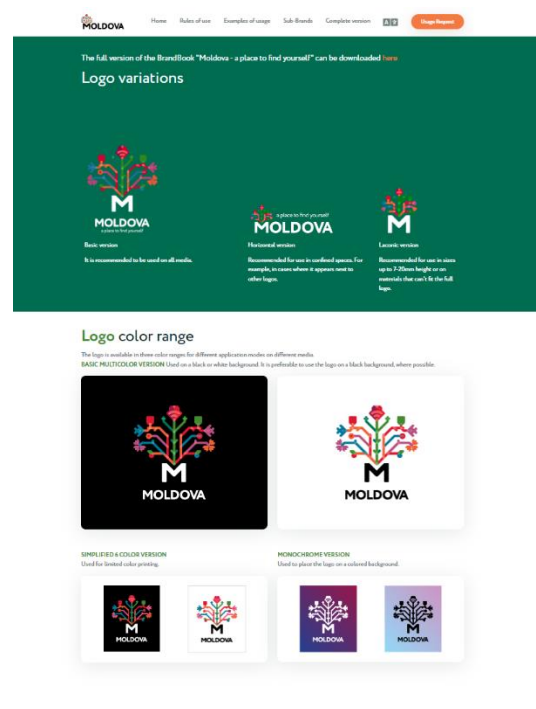 MOLDOVA
Home Rules of use Examples of usage Sub-Brands Complete version Usage Request
The full version of the BrandBook "Moldova - a place to find yourself" can be downloaded here
Logo variations
M
MOLDOVA
a place to find yourself
Basic version
It is recommended to be used on all media.
a place to find yourself
MOLDOVA
Horizontal version
Recommended for use in confined spaces. For
example, in cases where it appears next to
other logos.
M
Laconic version
Recommended for use in sizes
up to 7-20mm height or on
materials that can't fit the full
logo.
Logo color range
The logo is available in three color ranges for different application modes on different media.
BASIC MULTICOLOR VERSION Used on a black or white background. It is preferable to use the logo on a black background, where possible.
M
MOLDOVA
M
MOLDOVA
SIMPLIFIED 6 COLOR VERSION
Used for limited color printing.
M
MOLDOVA
M
MOLDOVA
MONOCHROME VERSION
Used to place the logo on a colored background.
M
MOLDOVA
M
MOLDOVA